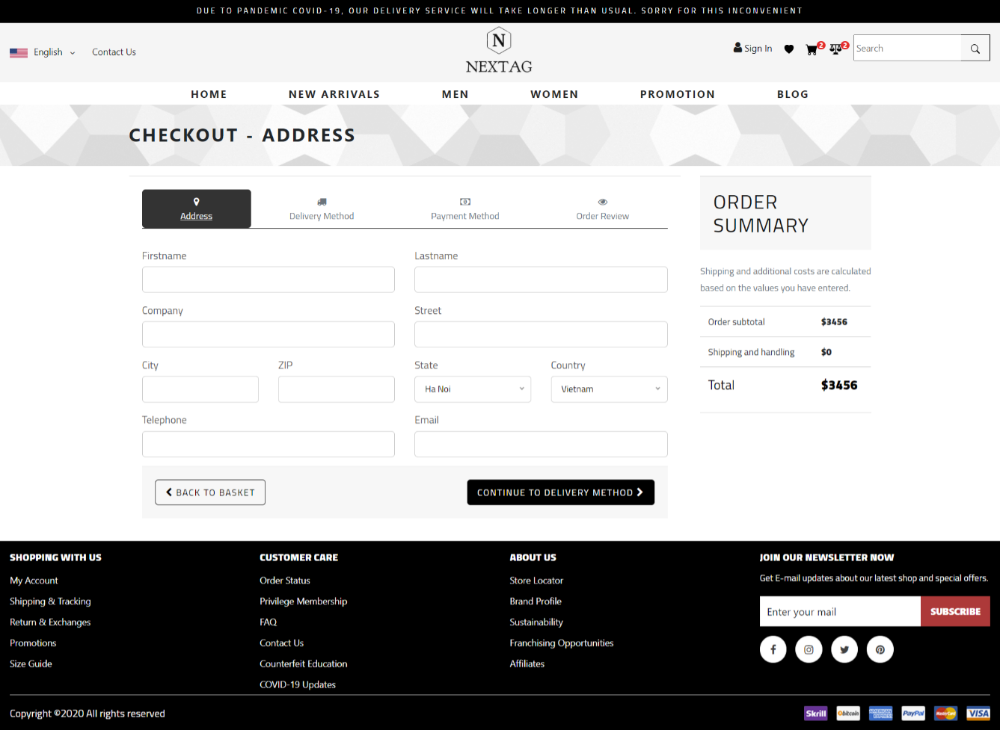 DUE TO PANDEMIC COVID-19, OUR DELIVERY SERVICE WILL TAKE LONGER THAN USUAL. SORRY FOR THIS INCONVENIENT
English
Contact Us
N
NEXTAG
Sign In
2
2
Search
HOME
NEW ARRIVALS
MEN
WOMEN
PROMOTION
BLOG
CHECKOUT - ADDRESS
Address
Delivery Method
Payment Method
Order Review
Firstname
Lastname
Company
Street
City
ZIP
State
Country
Ha Noi
Vietnam
Telephone
Email
BACK TO BASKET
CONTINUE TO DELIVERY METHOD
ORDER
SUMMARY
Shipping and additional costs are calculated
based on the values you have entered.
Order subtotal $3456
Shipping and handling $0
Total $3456
SHOPPING WITH US
My Account
Shipping & Tracking
Return & Exchanges
Promotions
Size Guide
CUSTOMER CARE
Order Status
Privilege Membership
FAQ
Contact Us
Counterfeit Education
COVID-19 Updates
ABOUT US
Store Locator
Brand Profile
Sustainability
Franchising Opportunities
Affiliates
JOIN OUR NEWSLETTER NOW
Get E-mail updates about our latest shop and special offers.
Enter your mail
SUBSCRIBE
Copyright ©2020 All rights reserved
Skrill
bitcoin
AMERICAN EXPRESS
PayPal
MasterCard
VISA